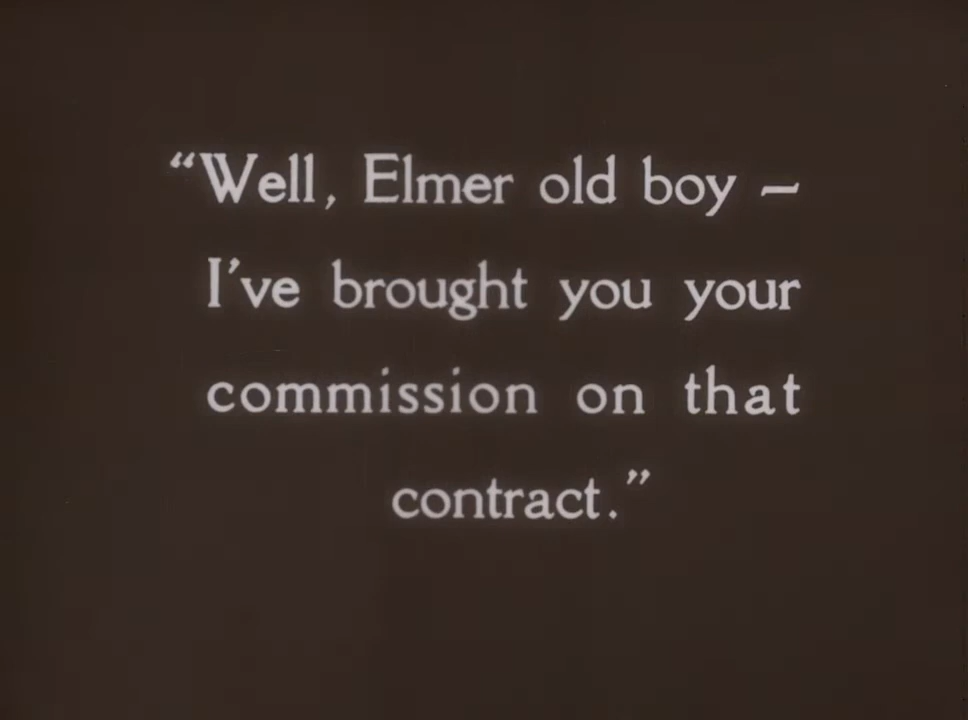 “Well, Elmer old boy –
I’ve brought you your
commission on that
contract.”